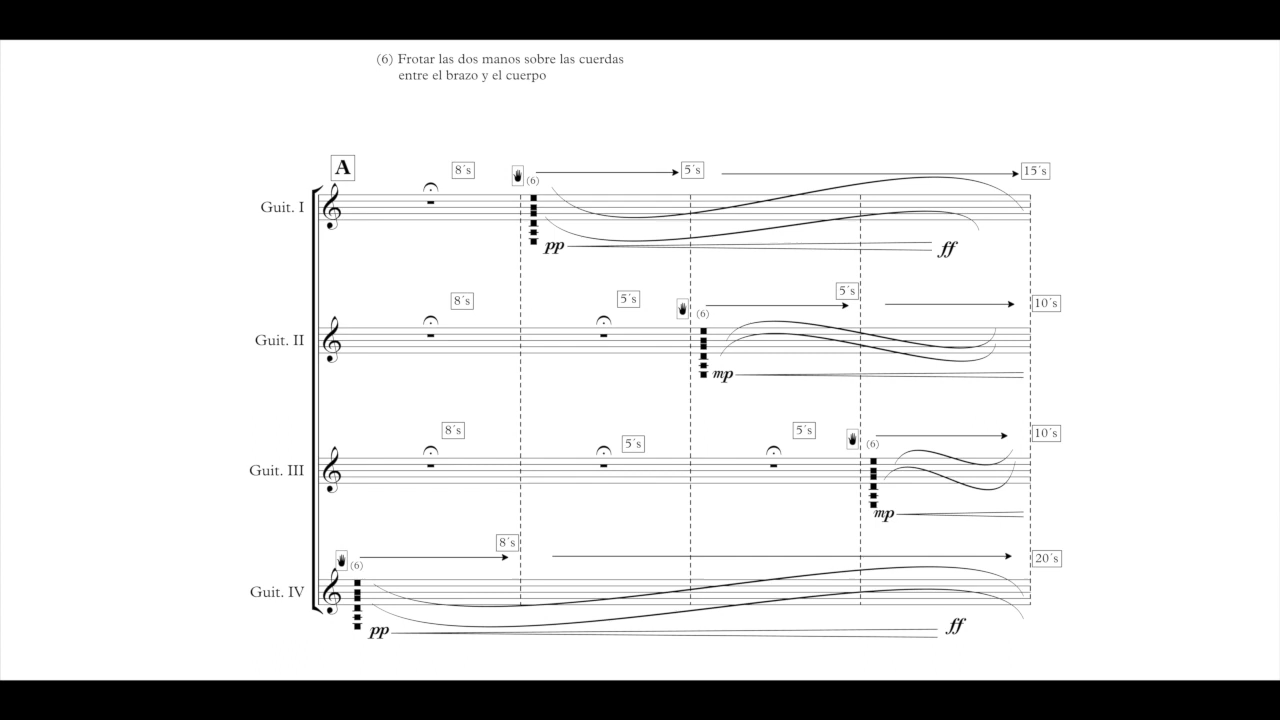 (6) Frotar las dos manos sobre las cuerdas
entre el brazo y el cuerpo
A
8´s
(6)
5´s
15´s
Guit. I
pp
ff
8´s
5´s
(6)
5´s
10´s
Guit. II
mp
8´s
5´s
5´s
(6)
10´s
Guit. III
mp
(6)
8´s
20´s
Guit. IV
pp
ff